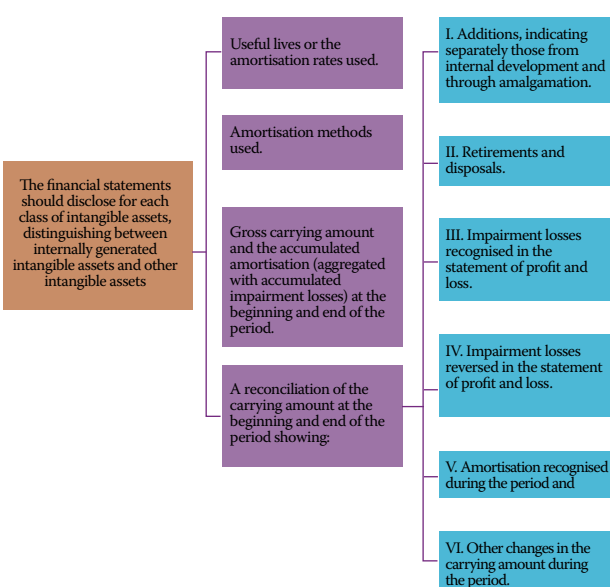 The financial statements
should disclose for each
class of intangible assets,
distinguishing between
internally generated
intangible assets and other
intangible assets
Useful lives or the
amortisation rates used.
Amortisation methods
used.
Gross carrying amount
and the accumulated
amortisation (aggregated
with accumulated
impairment losses) at the
beginning and end of the
period.
A reconciliation of the
carrying amount at the
beginning and end of the
period showing:
I. Additions, indicating
separately those from
internal development and
through amalgamation.
II. Retirements and
disposals.
III. Impairment losses
recognised in the
statement of profit and
loss.
IV. Impairment losses
reversed in the statement
of profit and loss.
V. Amortisation recognised
during the period and
VI. Other changes in the
carrying amount during
the period.